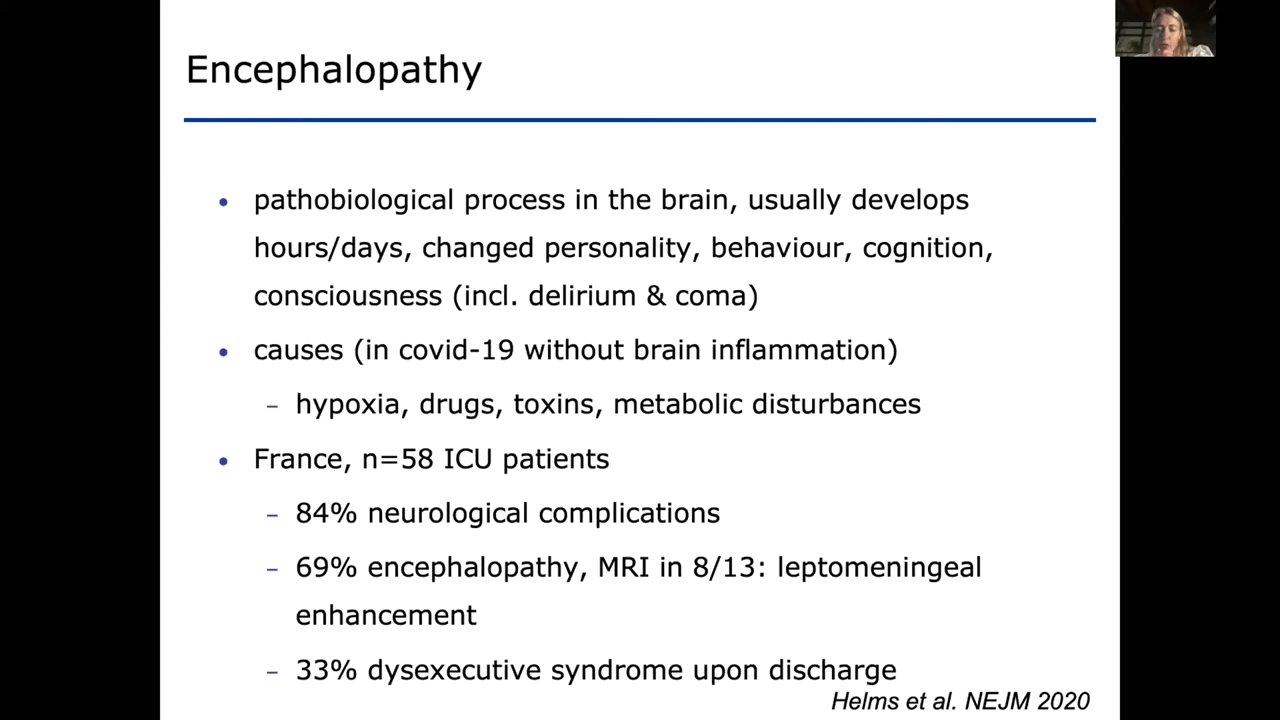 Encephalopathy
• pathobiological process in the brain, usually develops
hours/days, changed personality, behaviour, cognition,
consciousness (incl. delirium & coma)
• causes (in covid-19 without brain inflammation)
– hypoxia, drugs, toxins, metabolic disturbances
• France, n=58 ICU patients
– 84% neurological complications
– 69% encephalopathy, MRI in 8/13: leptomeningeal
enhancement
– 33% dysexecutive syndrome upon discharge
Helms et al. NEJM 2020